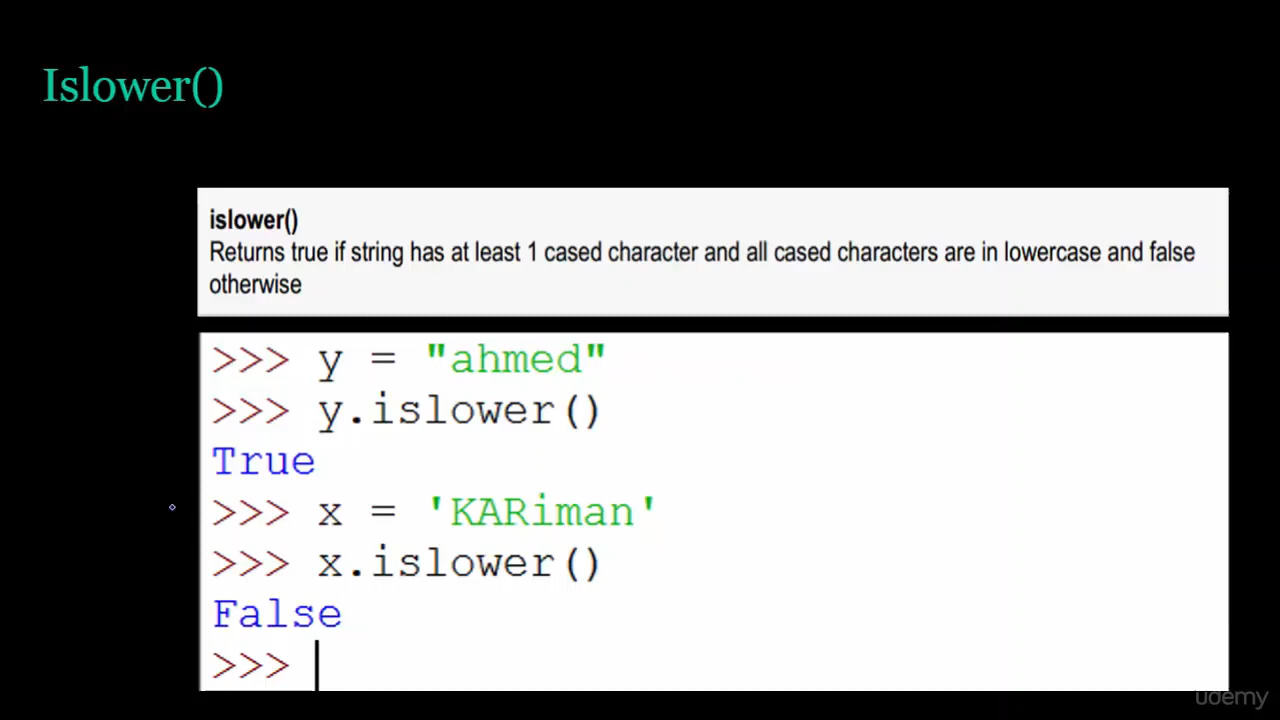 Islower()
islower()
Returns true if string has at least 1 cased character and all cased characters are in lowercase and false
otherwise
>>> y = "ahmed"
>>> y.islower()
True
>>> x = 'KARiman'
>>> x.islower()
False
>>>
udemy